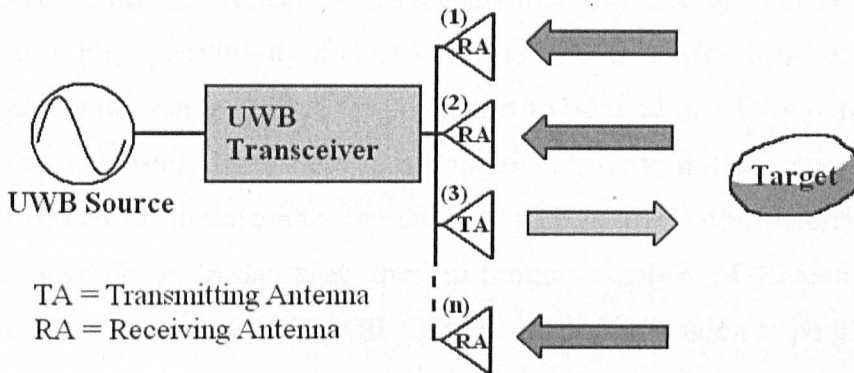 (1)
RA
(2)
RA
UWB
Transceiver
UWB Source
(3)
TA
Target
TA = Transmitting Antenna
RA = Receiving Antenna
(n)
RA